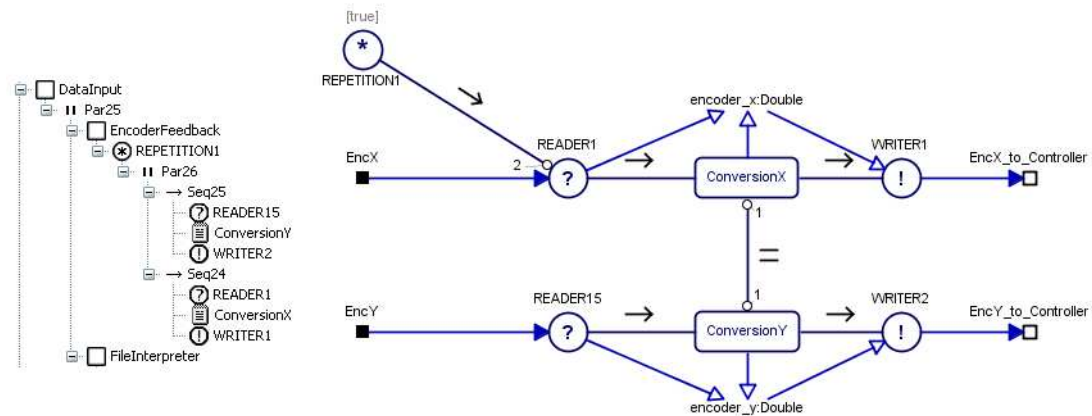 DataInput
Par25
EncoderFeedback
REPETITION1
Par26
Seq25
READER15
ConversionY
WRITER2
Seq24
READER1
ConversionX
WRITER1
FileInterpreter
[true]
*
REPETITION1
encoder_x:Double
READER1
WRITER1
EncX
2
?
ConversionX
!
EncX_to_Controller
1
=
1
READER15
WRITER2
EncY
?
ConversionY
!
EncY_to_Controller
encoder_y:Double